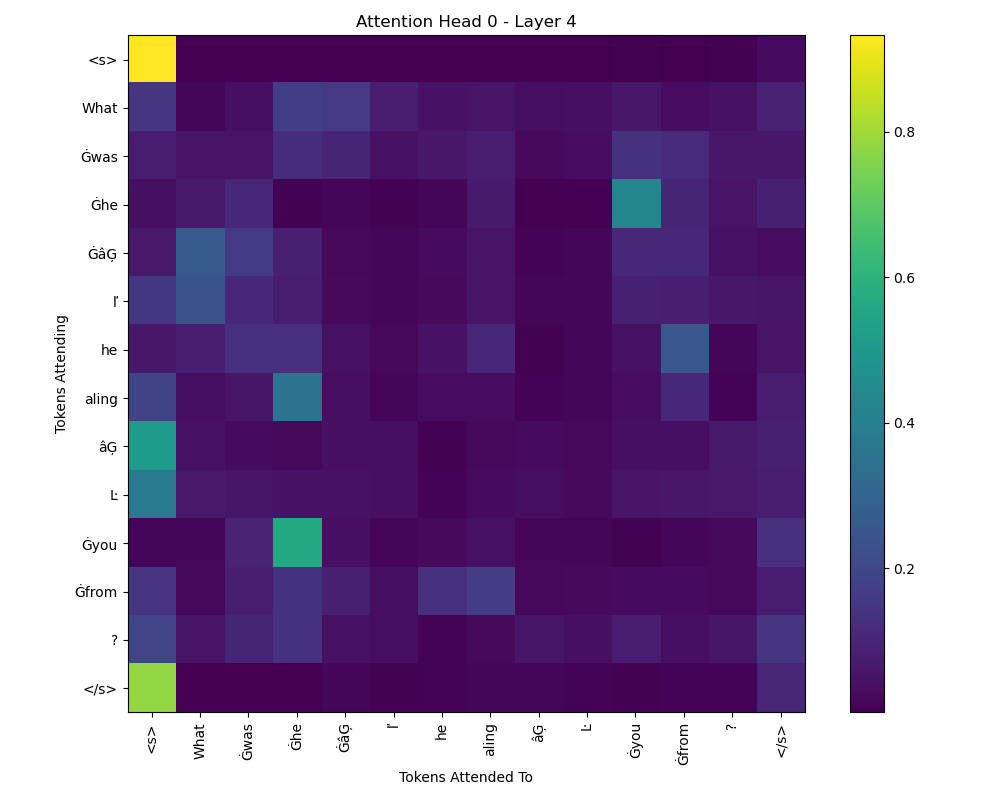 Attention Head 0 - Layer 4
<s>
What
Ġwas
Ġhe
ĠâĢ
ľ
he
aling
âĢ
Ŀ
Ġyou
Ġfrom
?
</s>
Tokens Attending
<s>
What
Ġwas
Ġhe
ĠâĢ
ľ
he
aling
âĢ
Ŀ
Ġyou
Ġfrom
?
</s>
Tokens Attended To
0.8
0.6
0.4
0.2